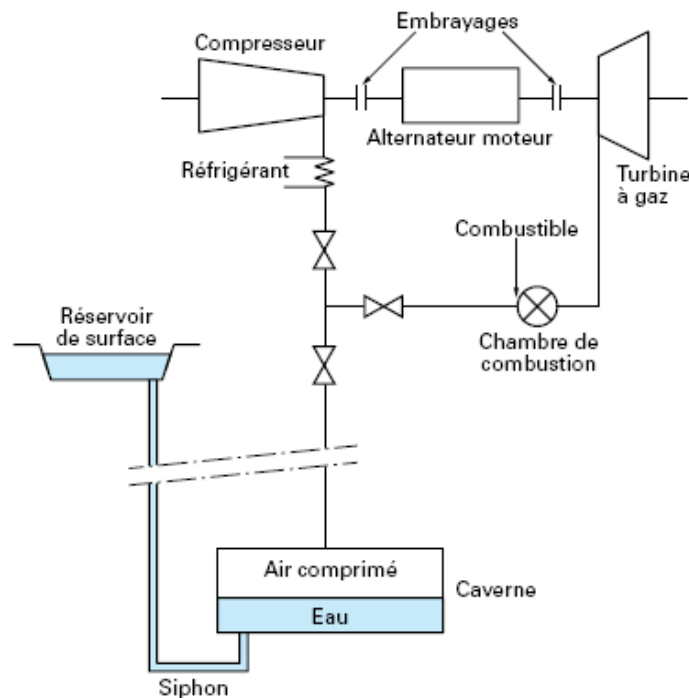 Embrayages
Compresseur
Alternateur moteur
Réfrigérant
Turbine
à gaz
Combustible
Réservoir
de surface
Chambre de
combustion
Air comprimé
Caverne
Eau
Siphon